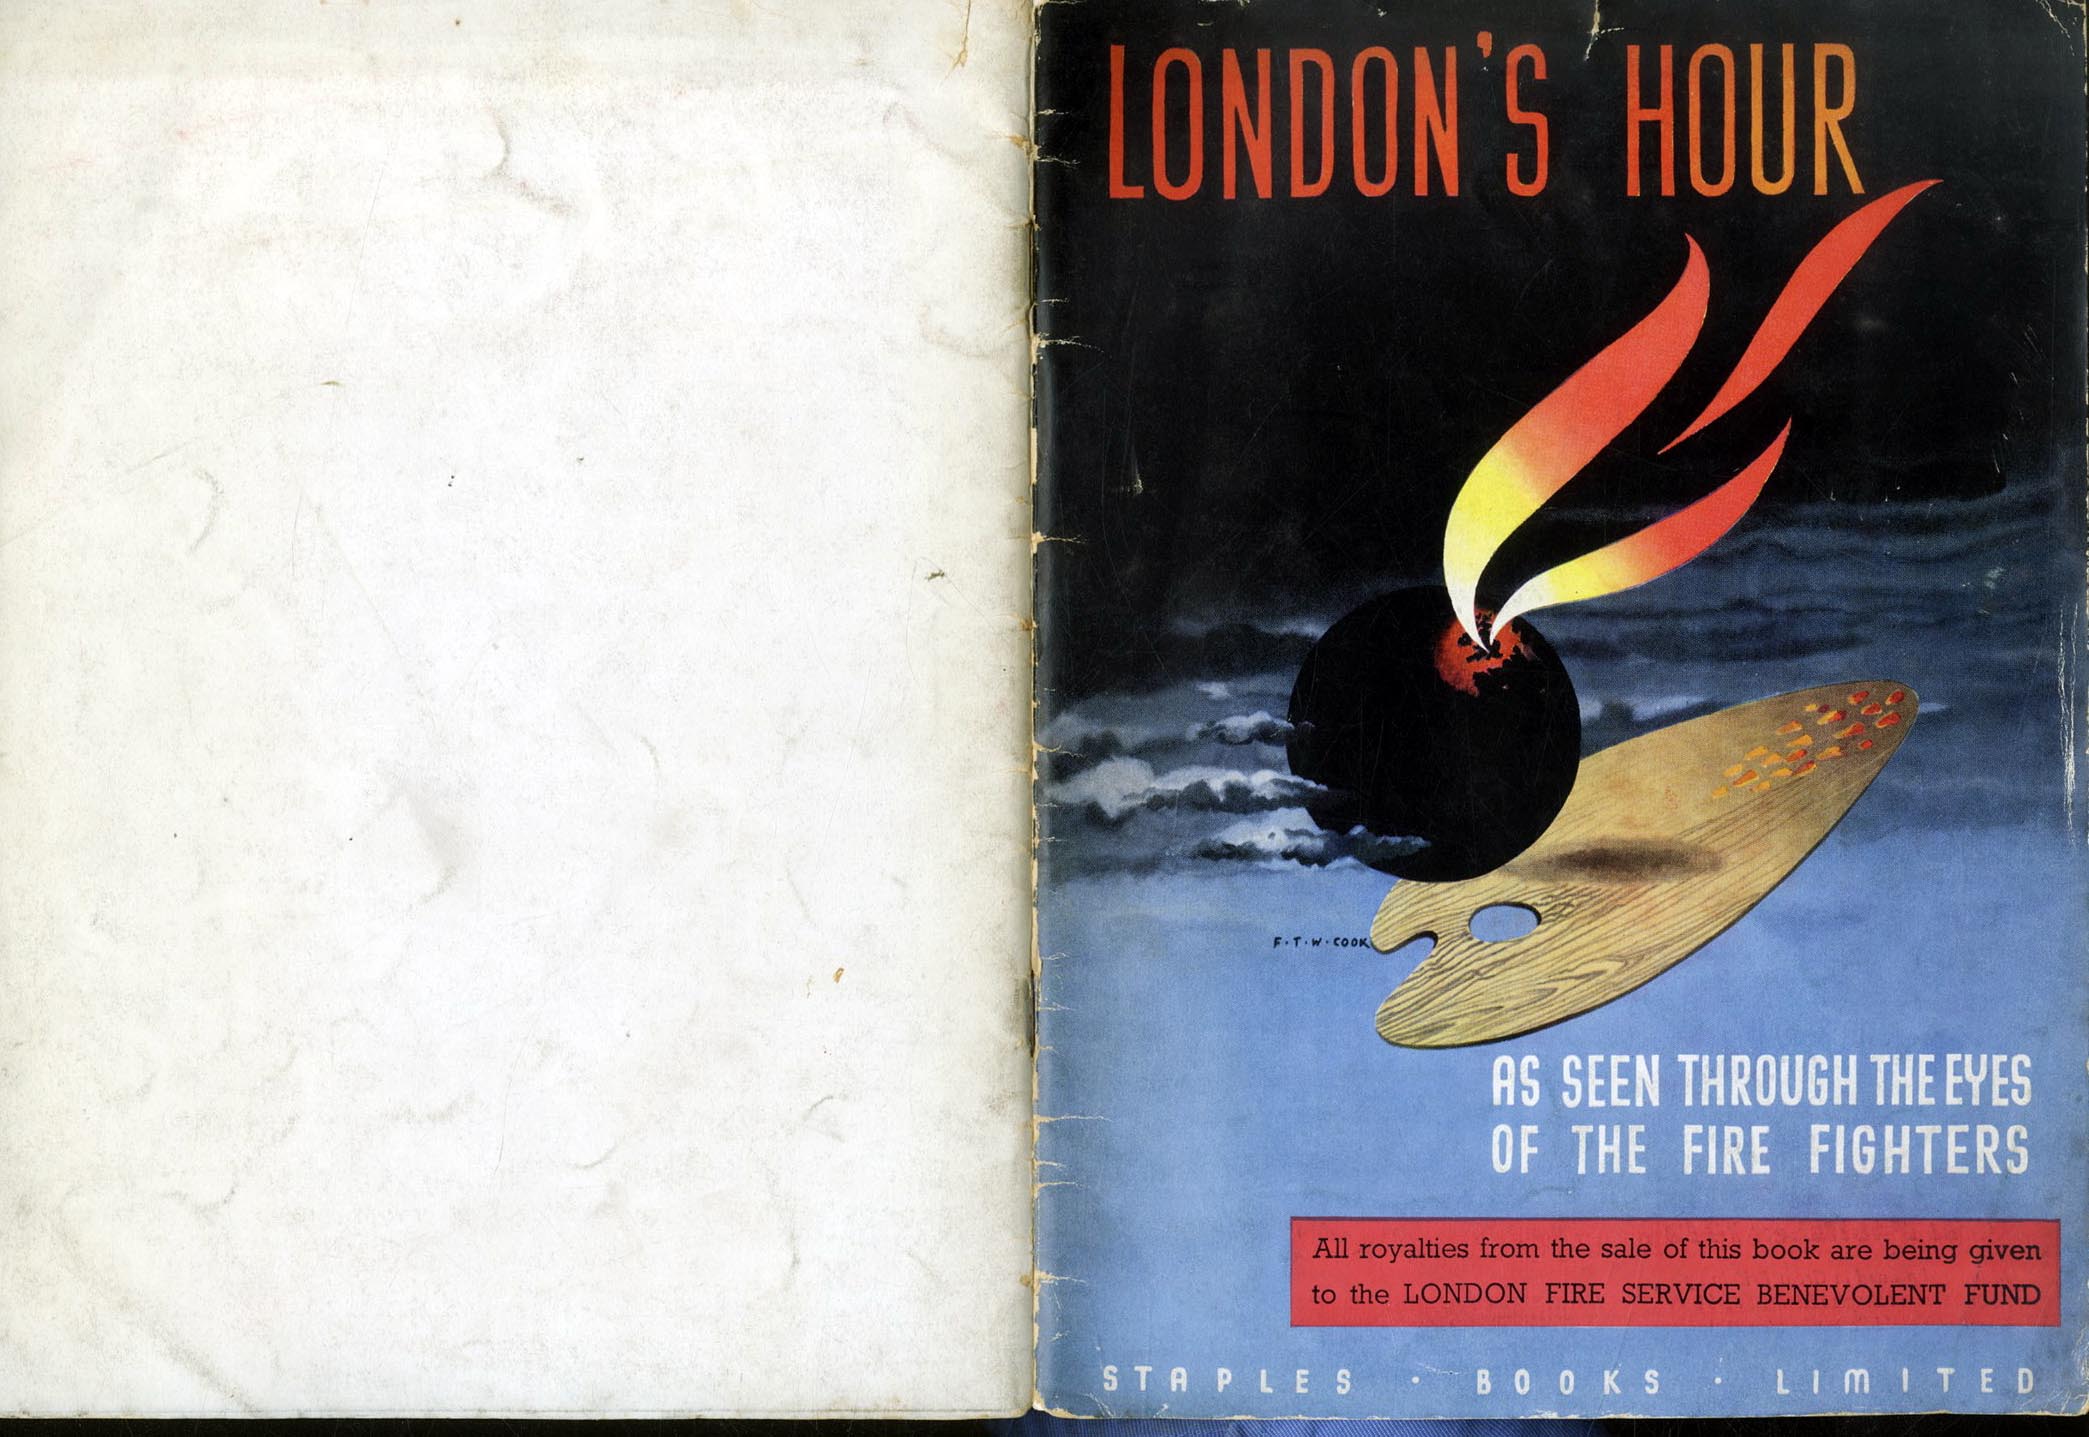 LONDON'S HOUR
F·T·W·COOK
AS SEEN THROUGH THE EYES
OF THE FIRE FIGHTERS
All royalties from the sale of this book are being given
to the LONDON FIRE SERVICE BENEVOLENT FUND
STAPLES · BOOKS · LIMITED